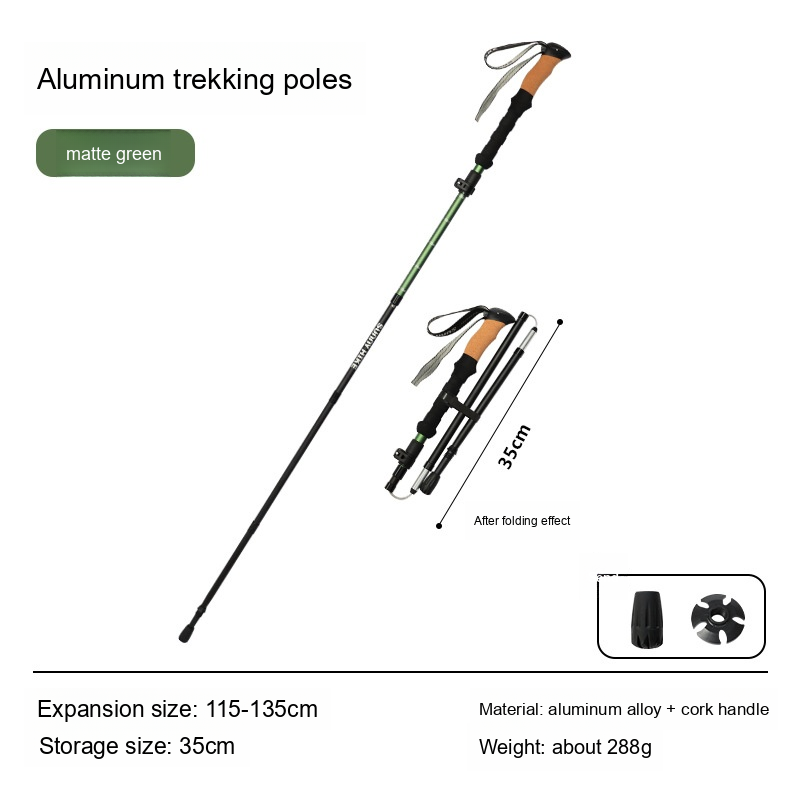 Aluminum trekking poles
matte green
35cm
After folding effect
Expansion size: 115-135cm
Material: aluminum alloy + cork handle
Storage size: 35cm
Weight: about 288g